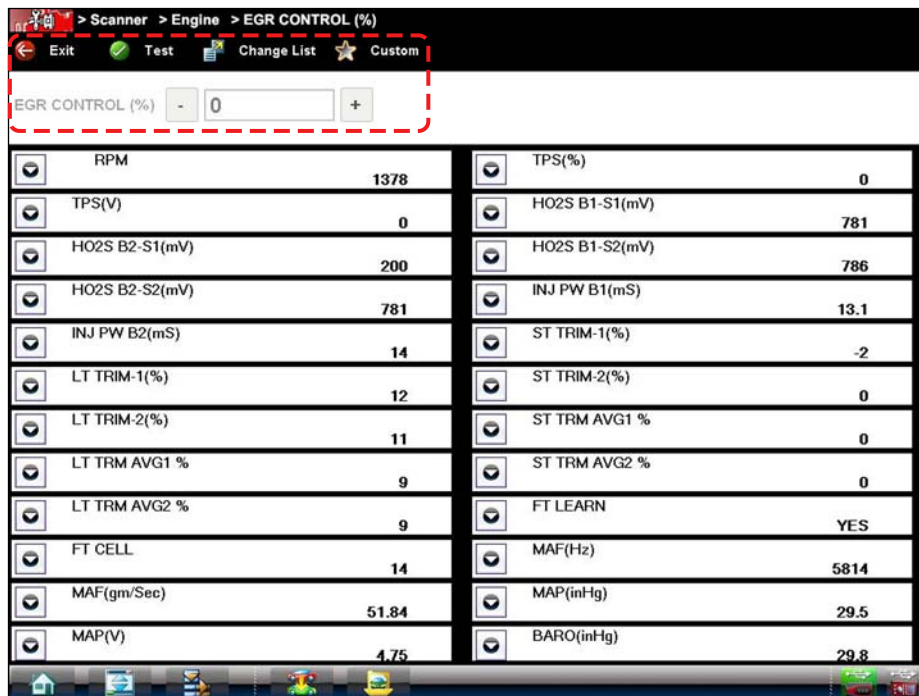 > Scanner > Engine > EGR CONTROL (%)
Exit Test Change List Custom
EGR CONTROL (%) - 0 +
RPM 1378 TPS(%) 0
TPS(V) 0 HO2S B1-S1(mV) 781
HO2S B2-S1(mV) 200 HO2S B1-S2(mV) 786
HO2S B2-S2(mV) 781 INJ PW B1(mS) 13.1
INJ PW B2(mS) 14 ST TRIM-1(%) -2
LT TRIM-1(%) 12 ST TRIM-2(%) 0
LT TRIM-2(%) 11 ST TRM AVG1 % 0
LT TRM AVG1 % 9 ST TRM AVG2 % 0
LT TRM AVG2 % 9 FT LEARN YES
FT CELL 14 MAF(Hz) 5814
MAF(gm/Sec) 51.84 MAP(inHg) 29.5
MAP(V) 4.75 BARO(inHg) 29.8